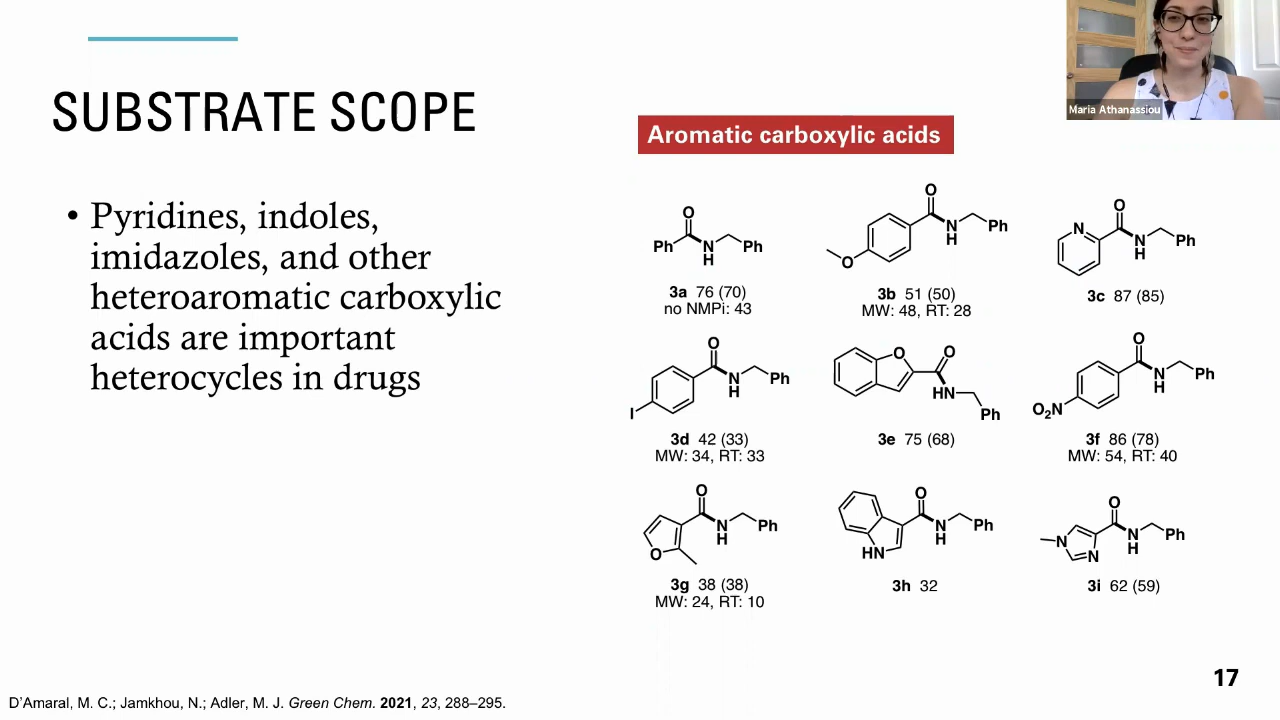 SUBSTRATE SCOPE
• Pyridines, indoles,
imidazoles, and other
heteroaromatic carboxylic
acids are important
heterocycles in drugs
Maria Athanassiou
Aromatic carboxylic acids
O
Ph N Ph
H
3a 76 (70)
no NMPi: 43
O
N Ph
H
O
3b 51 (50)
MW: 48, RT: 28
O
N
N Ph
H
3c 87 (85)
O
N Ph
H
I
3d 42 (33)
MW: 34, RT: 33
O O
HN
Ph
3e 75 (68)
O
N Ph
H
O2N
3f 86 (78)
MW: 54, RT: 40
O
N Ph
H
O
3g 38 (38)
MW: 24, RT: 10
O
N Ph
H
HN
3h 32
O
N N Ph
H
N
3i 62 (59)
17
D’Amaral, M. C.; Jamkhou, N.; Adler, M. J. Green Chem. 2021, 23, 288–295.